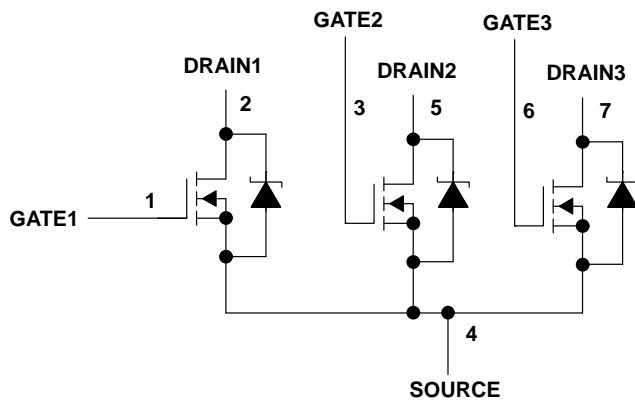 GATE2
GATE3
DRAIN1
DRAIN2
DRAIN3
2
3
5
6
7
1
GATE1
4
SOURCE